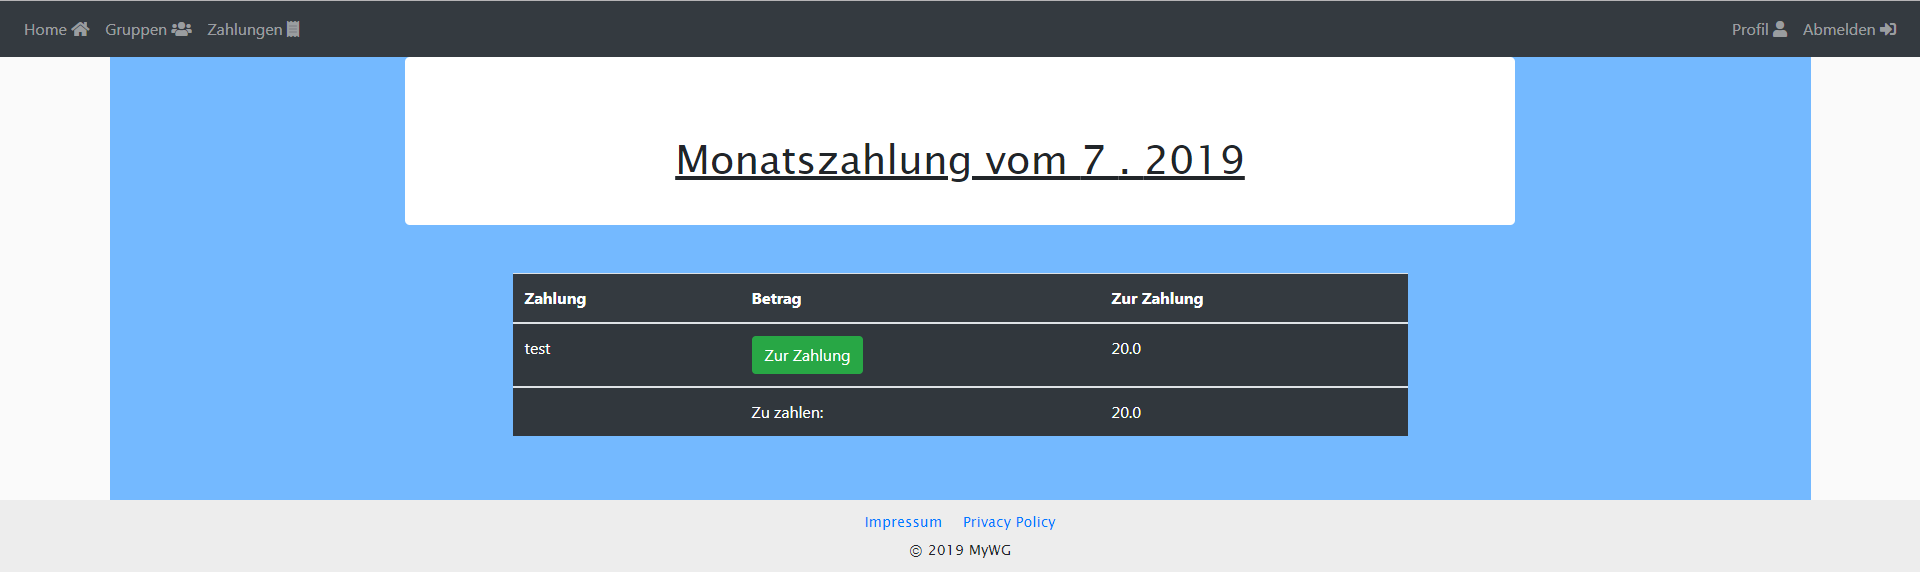 Home Gruppen Zahlungen Profil Abmelden
Monatszahlung vom 7 . 2019
Zahlung Betrag Zur Zahlung
test Zur Zahlung 20.0
Zu zahlen: 20.0
Impressum Privacy Policy
© 2019 MyWG